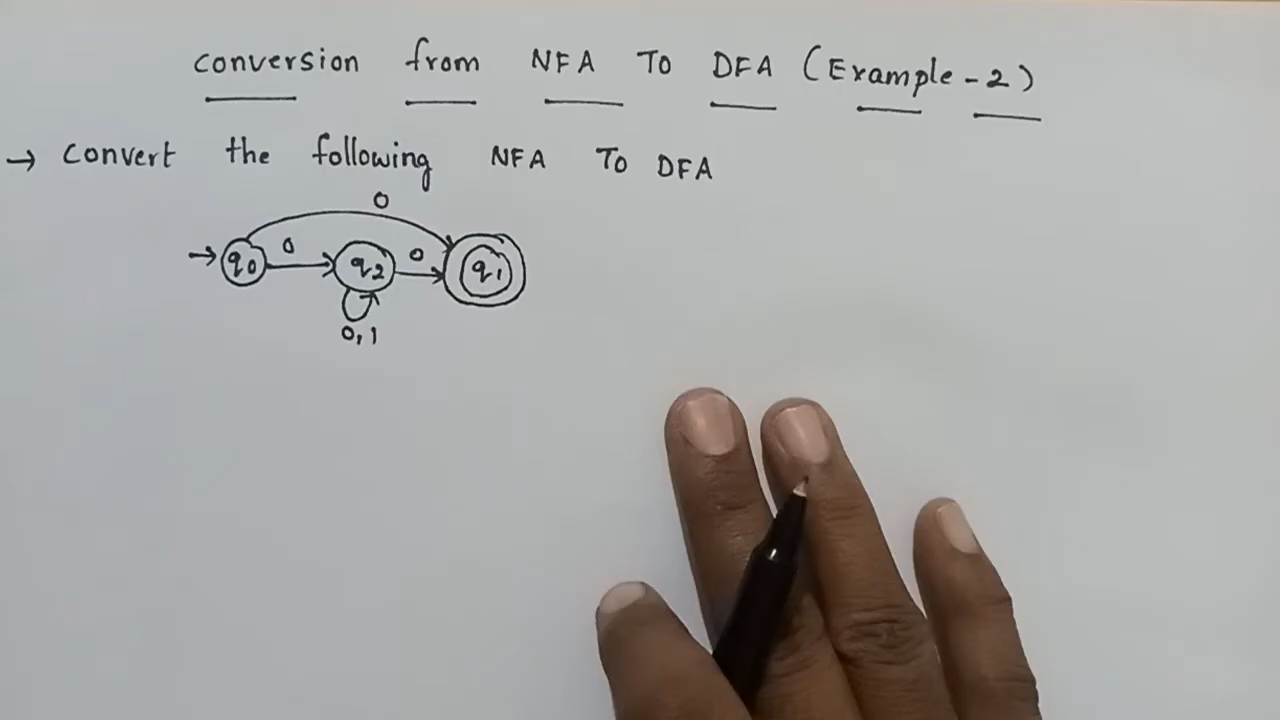 conversion from NFA TO DFA (Example - 2)
→ convert the following NFA TO DFA
0
→ q0 0 q2 0 q1
0,1